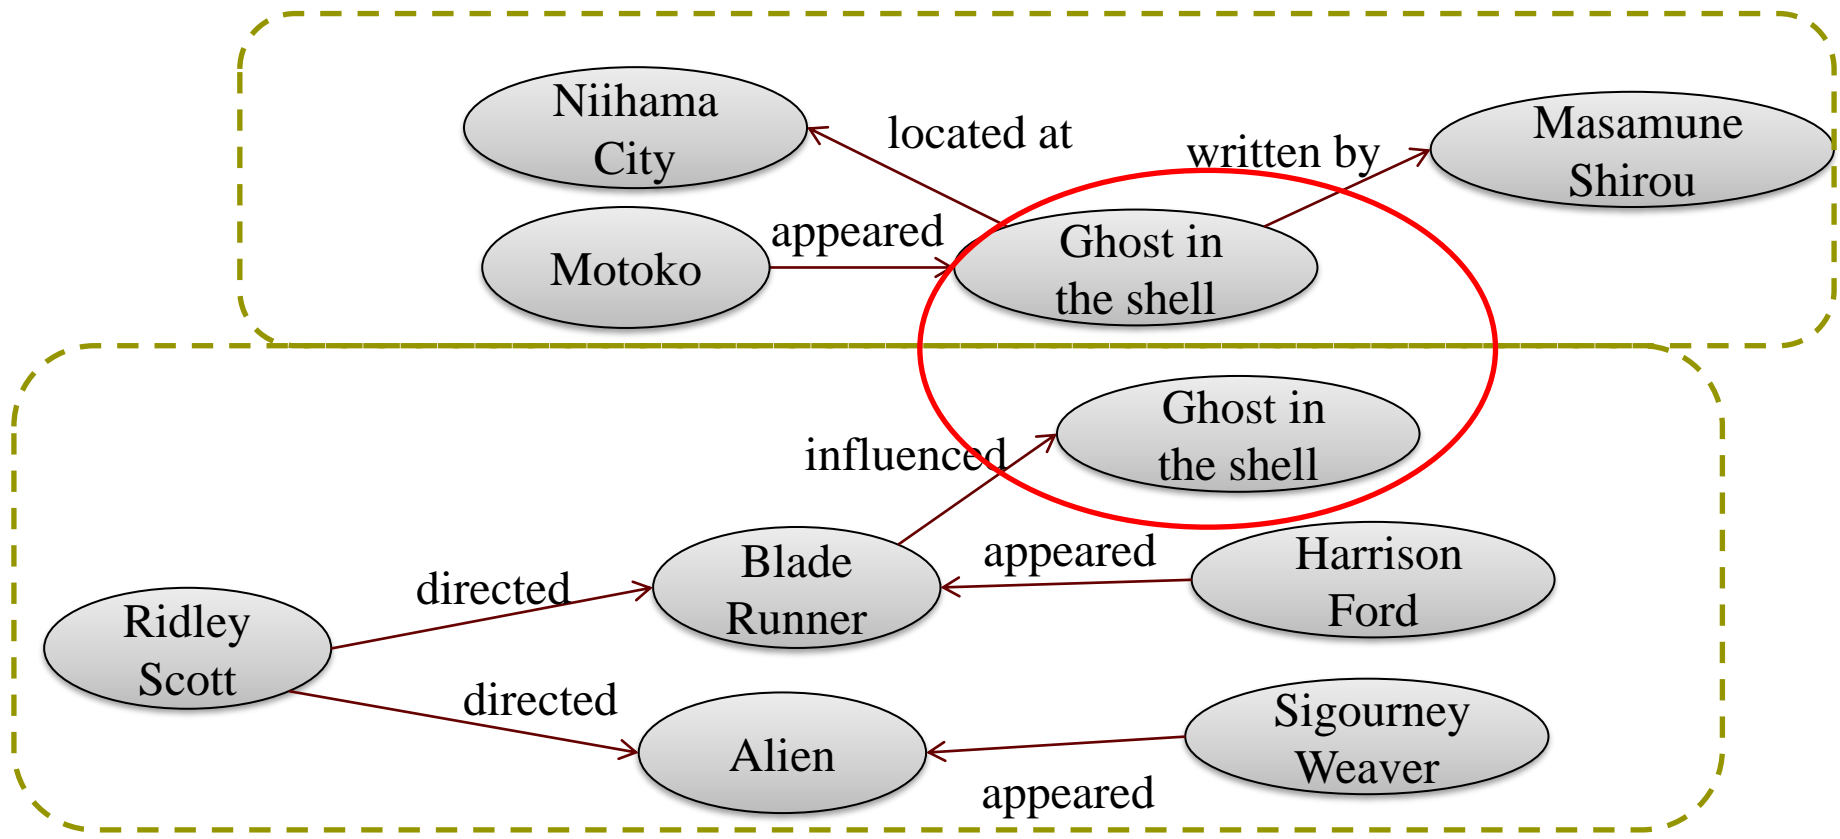 Niihama
City
located at
written by
Masamune
Shirou
Motoko
appeared
Ghost in
the shell
Ghost in
the shell
influenced
Blade
Runner
appeared
Harrison
Ford
directed
Ridley
Scott
directed
Alien
Sigourney
Weaver
appeared